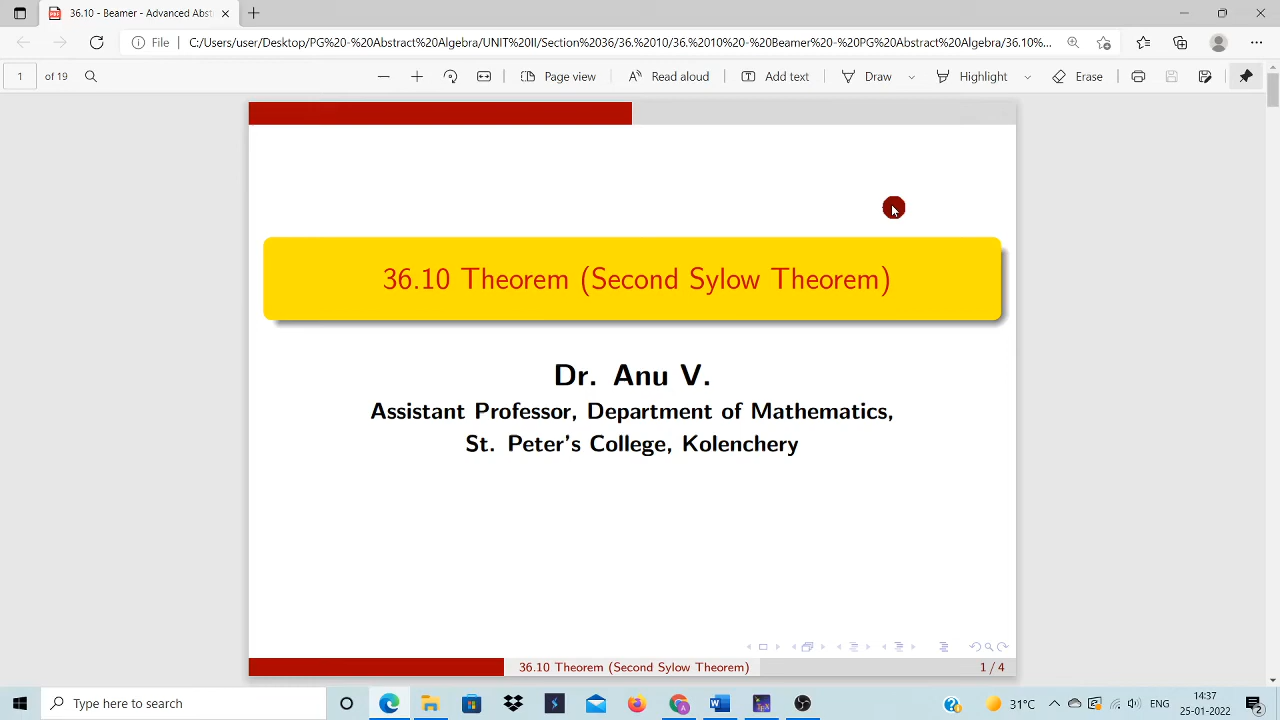 36.10 - Beamer - Advanced Abst
File
C:/Users/user/Desktop/PG%20-%20Abstract%20Algebra/UNIT%20II/Section%2036/36.%2010/36.%2010%20-%20Beamer%20-%20PG%20Abstract%20Algebra/36.10%...
1
of 19
Page view
Read aloud
Add text
Draw
Highlight
Erase
36.10 Theorem (Second Sylow Theorem)
Dr. Anu V.
Assistant Professor, Department of Mathematics,
St. Peter's College, Kolenchery
36.10 Theorem (Second Sylow Theorem)
1 / 4
Type here to search
31°C
ENG
14:37
25-01-2022
2